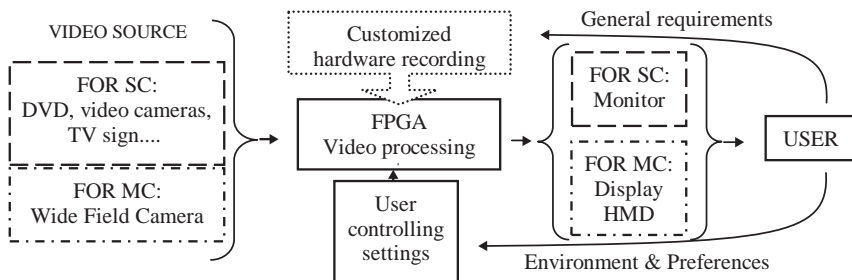 VIDEO SOURCE
FOR SC:
DVD, video cameras,
TV sign....
FOR MC:
Wide Field Camera
Customized
hardware recording
FPGA
Video processing
User
controlling
settings
General requirements
FOR SC:
Monitor
FOR MC:
Display
HMD
USER
Environment & Preferences